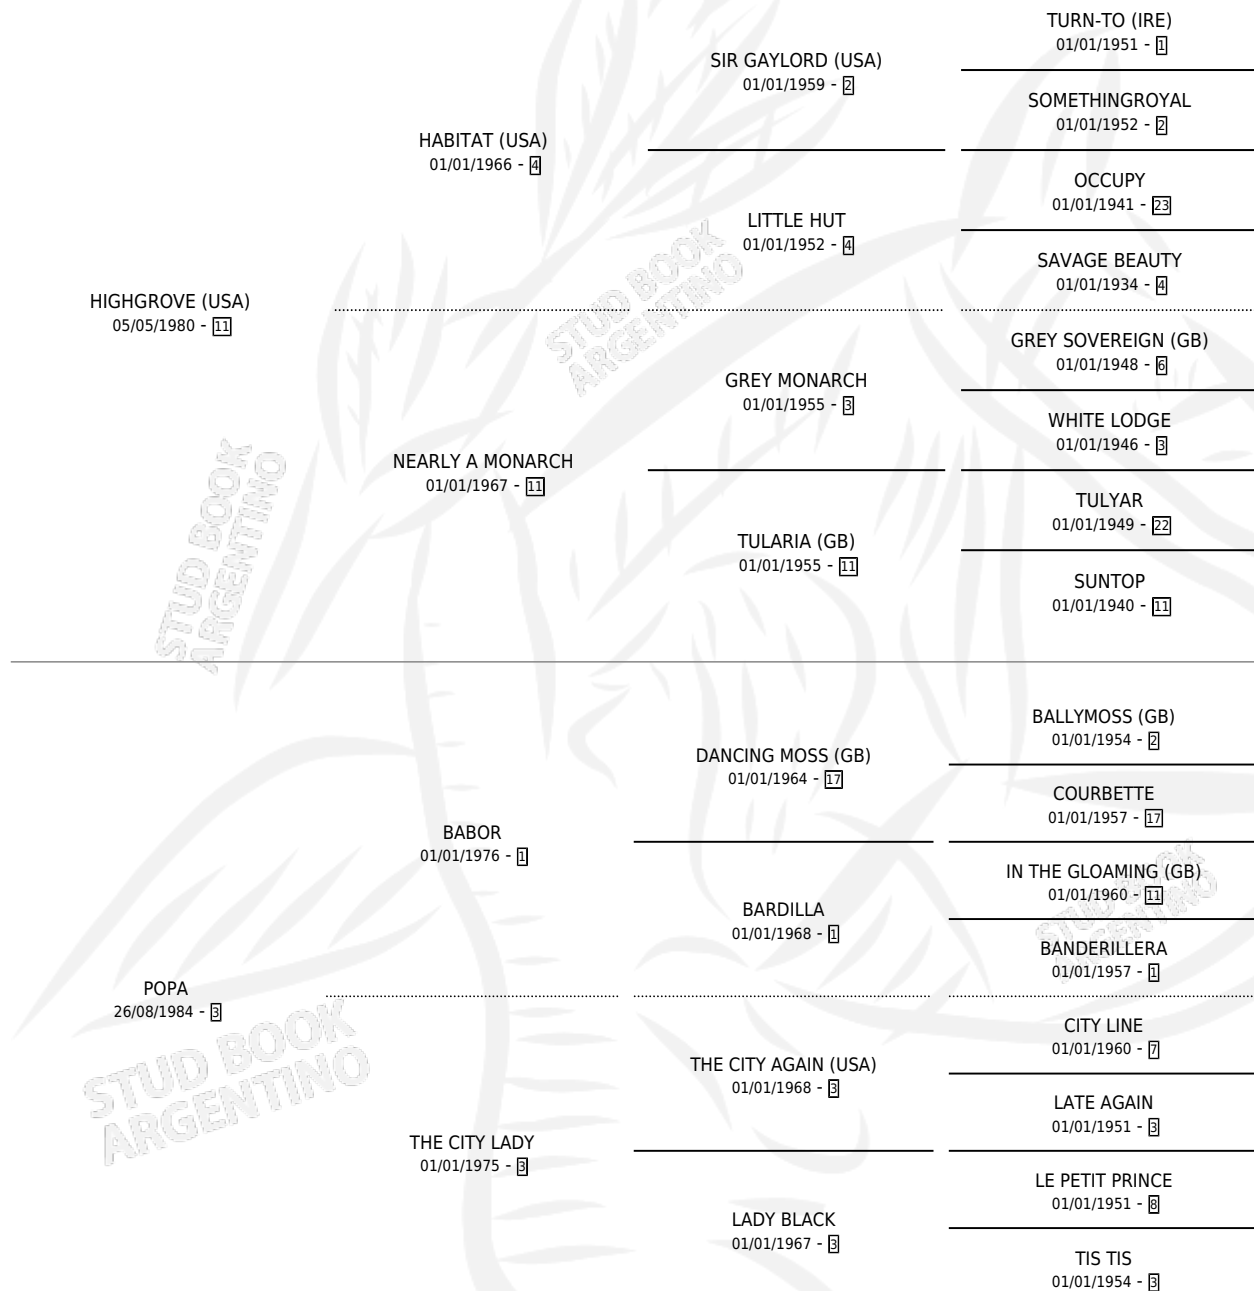 TURN-TO (IRE)
01/01/1951 - 1
SIR GAYLORD (USA)
01/01/1959 - 2
SOMETHINGROYAL
01/01/1952 - 2
HABITAT (USA)
01/01/1966 - 4
OCCUPY
01/01/1941 - 23
LITTLE HUT
01/01/1952 - 4
SAVAGE BEAUTY
01/01/1934 - 4
HIGHGROVE (USA)
05/05/1980 - 11
STUD BOOK
ARGENTINO
GREY SOVEREIGN (GB)
01/01/1948 - 6
GREY MONARCH
01/01/1955 - 3
WHITE LODGE
01/01/1946 - 3
NEARLY A MONARCH
01/01/1967 - 11
STUD BOOK
ARGENTINO
TULYAR
01/01/1949 - 22
TULARIA (GB)
01/01/1955 - 11
SUNTOP
01/01/1940 - 11
BALLYMOSS (GB)
01/01/1954 - 2
DANCING MOSS (GB)
01/01/1964 - 17
COURBETTE
01/01/1957 - 17
BABOR
01/01/1976 - 1
IN THE GLOAMING (GB)
01/01/1960 - 11
STUD BOOK
ARGENTINO
BARDILLA
01/01/1968 - 1
BANDERILLERA
01/01/1957 - 1
POPA
26/08/1984 - 3
STUD BOOK
ARGENTINO
CITY LINE
01/01/1960 - 7
THE CITY AGAIN (USA)
01/01/1968 - 3
LATE AGAIN
01/01/1951 - 3
THE CITY LADY
01/01/1975 - 3
LE PETIT PRINCE
01/01/1951 - 8
LADY BLACK
01/01/1967 - 3
TIS TIS
01/01/1954 - 3